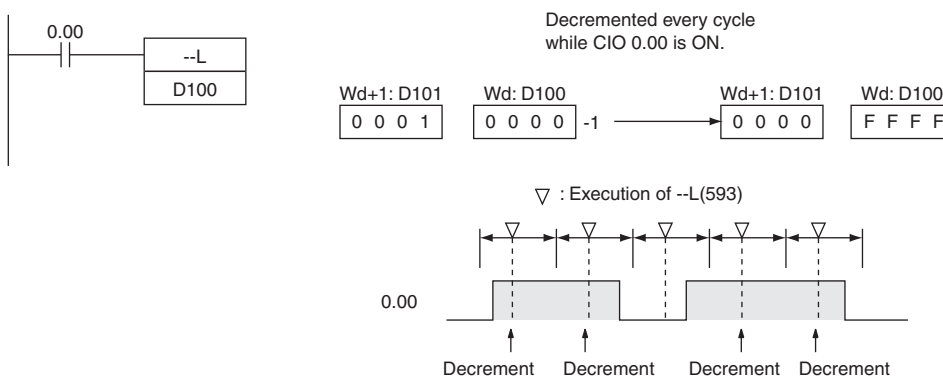 0.00
--L
D100
Decremented every cycle
while CIO 0.00 is ON.
Wd+1: D101 Wd: D100 Wd+1: D101 Wd: D100
0 0 0 1 0 0 0 0 -1 0 0 0 0 F F F F
▽ : Execution of --L(593)
0.00
Decrement Decrement Decrement Decrement